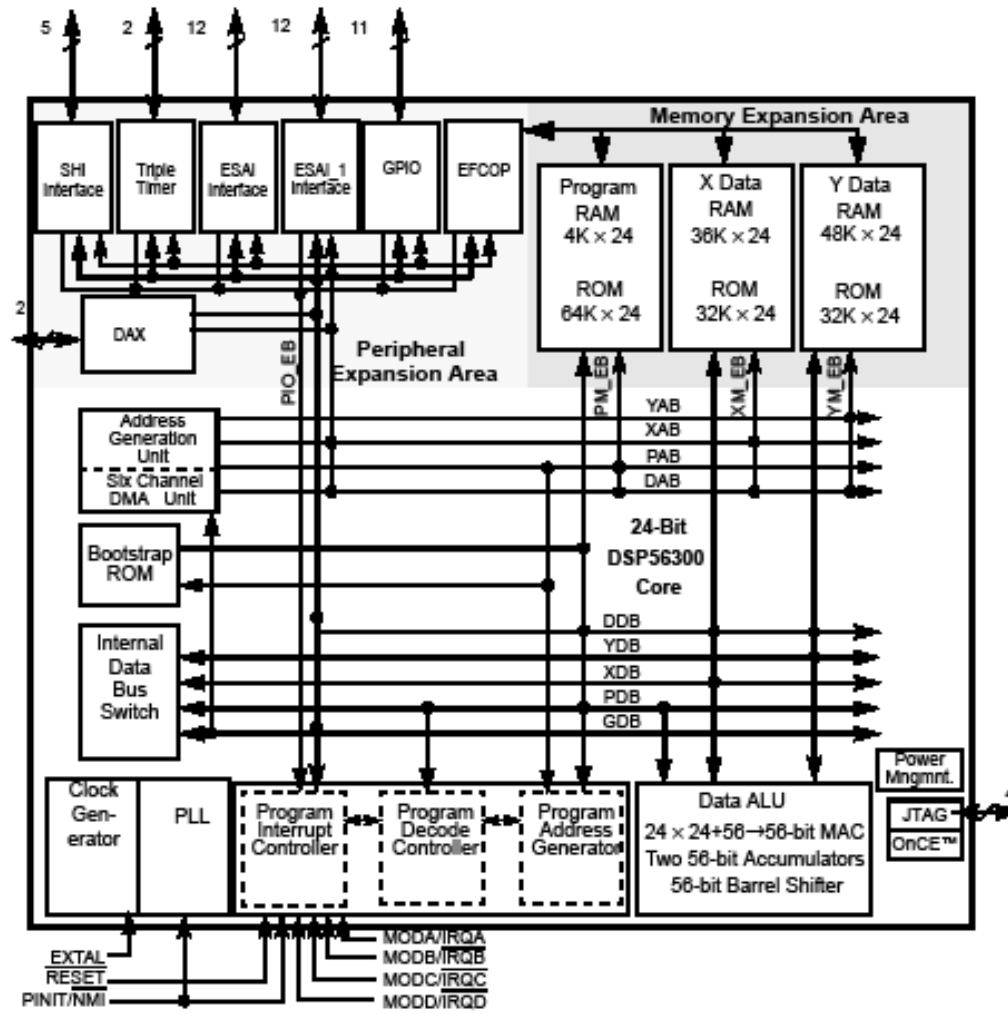 5
2
12
12
11
Memory Expansion Area
SHI
Interface
Triple
Timer
ESAI
Interface
ESAI_1
Interface
GPIO
EFCOP
Program
RAM
4K × 24
ROM
64K × 24
X Data
RAM
36K × 24
ROM
32K × 24
Y Data
RAM
48K × 24
ROM
32K × 24
2
DAX
PIO_EB
Peripheral
Expansion Area
PM_EB
XM_EB
YM_EB
Address
Generation
Unit
Six Channel
DMA Unit
YAB
XAB
PAB
DAB
Bootstrap
ROM
24-Bit
DSP56300
Core
Internal
Data
Bus
Switch
DDB
YDB
XDB
PDB
GDB
Clock
Gen-
erator
PLL
Program
Interrupt
Controller
Program
Decode
Controller
Program
Address
Generator
Data ALU
24 × 24+56→56-bit MAC
Two 56-bit Accumulators
56-bit Barrel Shifter
Power
Mngmnt.
JTAG
OnCE™
EXTAL
RESET
PINIT/NMI
MODA/IRQA
MODB/IRQB
MODC/IRQC
MODD/IRQD